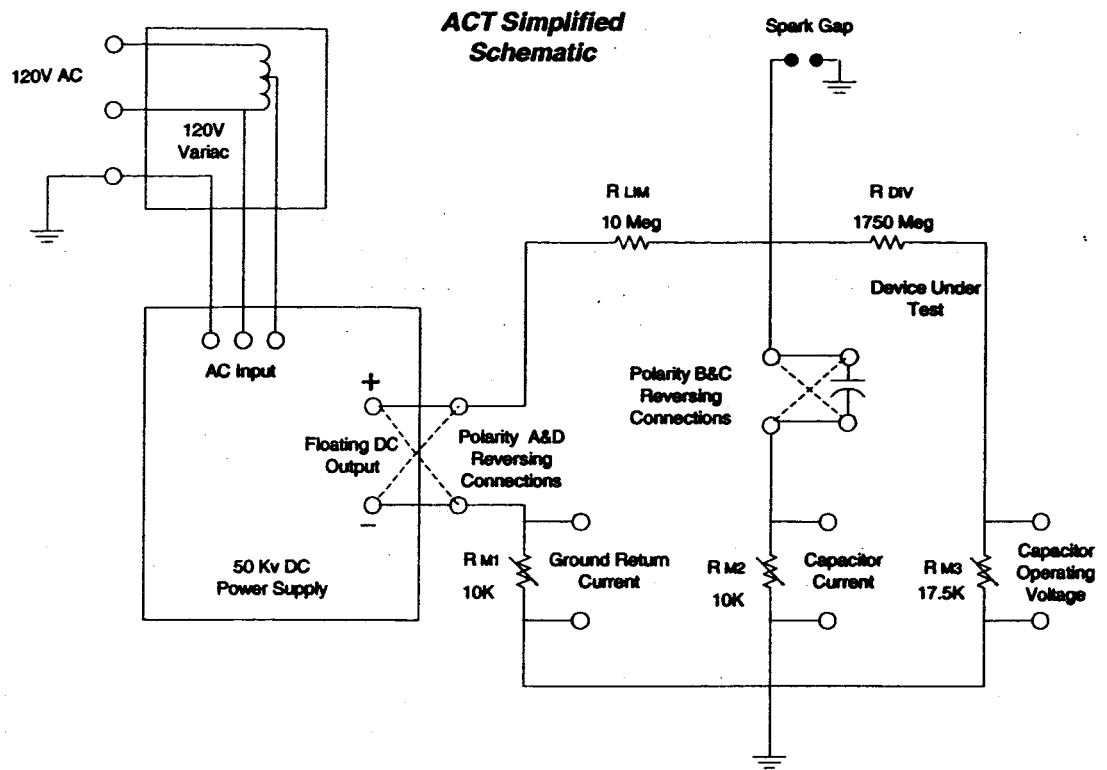 ACT Simplified
Schematic
Spark Gap
120V AC
120V
Variac
R LIM
10 Meg
R DIV
1750 Meg
Device Under
Test
AC Input
Polarity B&C
Reversing
Connections
+
Floating DC
Output
Polarity A&D
Reversing
Connections
–
50 Kv DC
Power Supply
R M1
10K
Ground Return
Current
R M2
10K
Capacitor
Current
R M3
17.5K
Capacitor
Operating
Voltage